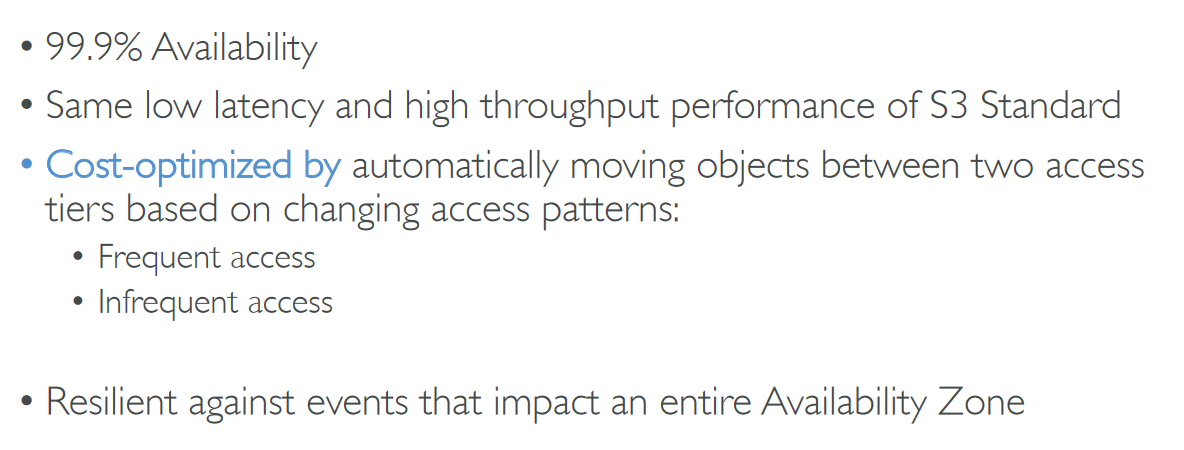 • 99.9% Availability
• Same low latency and high throughput performance of S3 Standard
• Cost-optimized by automatically moving objects between two access
tiers based on changing access patterns:
• Frequent access
• Infrequent access
• Resilient against events that impact an entire Availability Zone